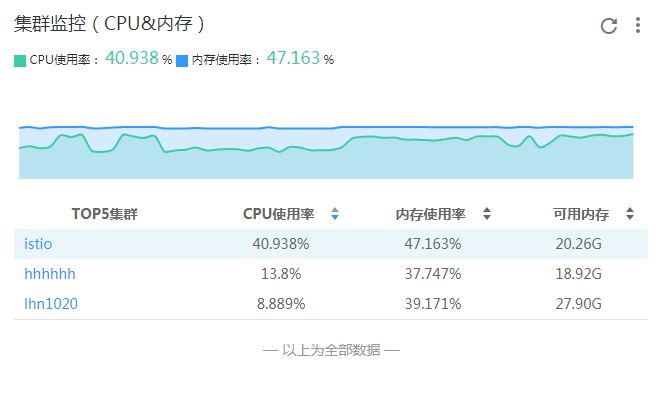 集群监控（CPU&内存）
CPU使用率： 40.938 % 内存使用率： 47.163 %
TOP5集群 CPU使用率 内存使用率 可用内存
istio 40.938% 47.163% 20.26G
hhhhhh 13.8% 37.747% 18.92G
lhn1020 8.889% 39.171% 27.90G
— 以上为全部数据 —